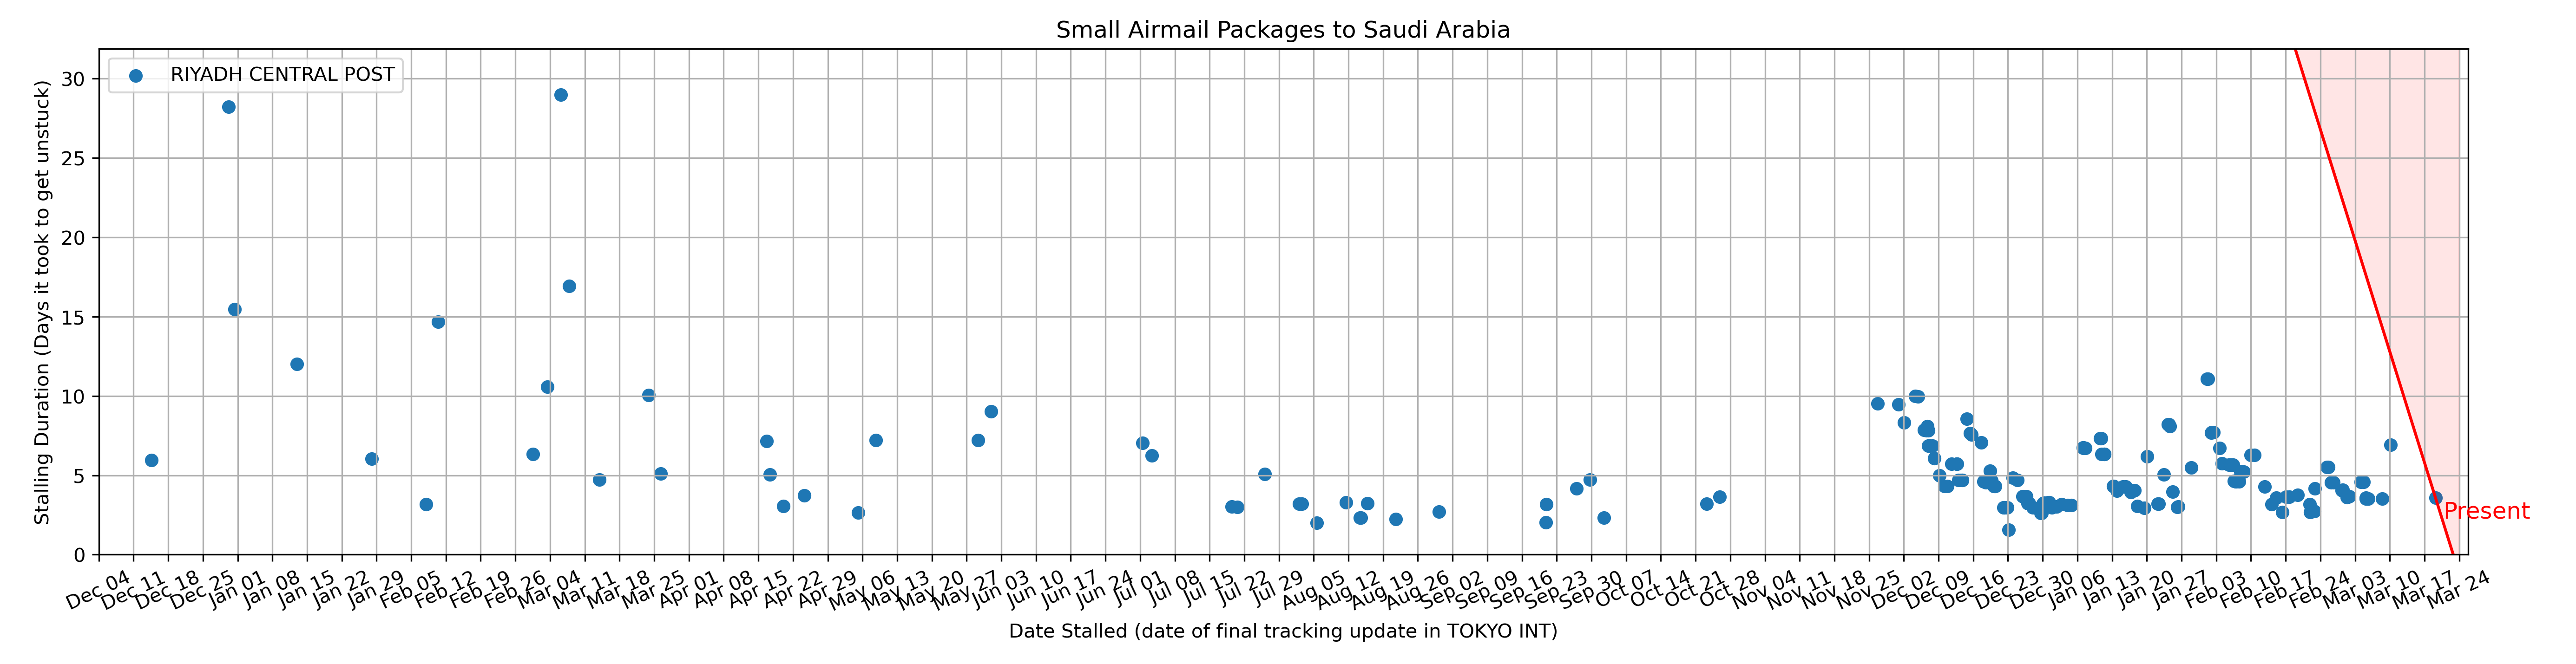 Small Airmail Packages to Saudi Arabia
RIYADH CENTRAL POST
Stalling Duration (Days it took to get unstuck)
30
25
20
15
10
5
0
Present
Dec 04
Dec 11
Dec 18
Dec 25
Jan 01
Jan 08
Jan 15
Jan 22
Jan 29
Feb 05
Feb 12
Feb 19
Feb 26
Mar 04
Mar 11
Mar 18
Mar 25
Apr 01
Apr 08
Apr 15
Apr 22
Apr 29
May 06
May 13
May 20
May 27
Jun 03
Jun 10
Jun 17
Jun 24
Jul 01
Jul 08
Jul 15
Jul 22
Jul 29
Aug 05
Aug 12
Aug 19
Aug 26
Sep 02
Sep 09
Sep 16
Sep 23
Sep 30
Oct 07
Oct 14
Oct 21
Oct 28
Nov 04
Nov 11
Nov 18
Nov 25
Dec 02
Dec 09
Dec 16
Dec 23
Dec 30
Jan 06
Jan 13
Jan 20
Jan 27
Feb 03
Feb 10
Feb 17
Feb 24
Mar 03
Mar 10
Mar 17
Mar 24
Date Stalled (date of final tracking update in TOKYO INT)